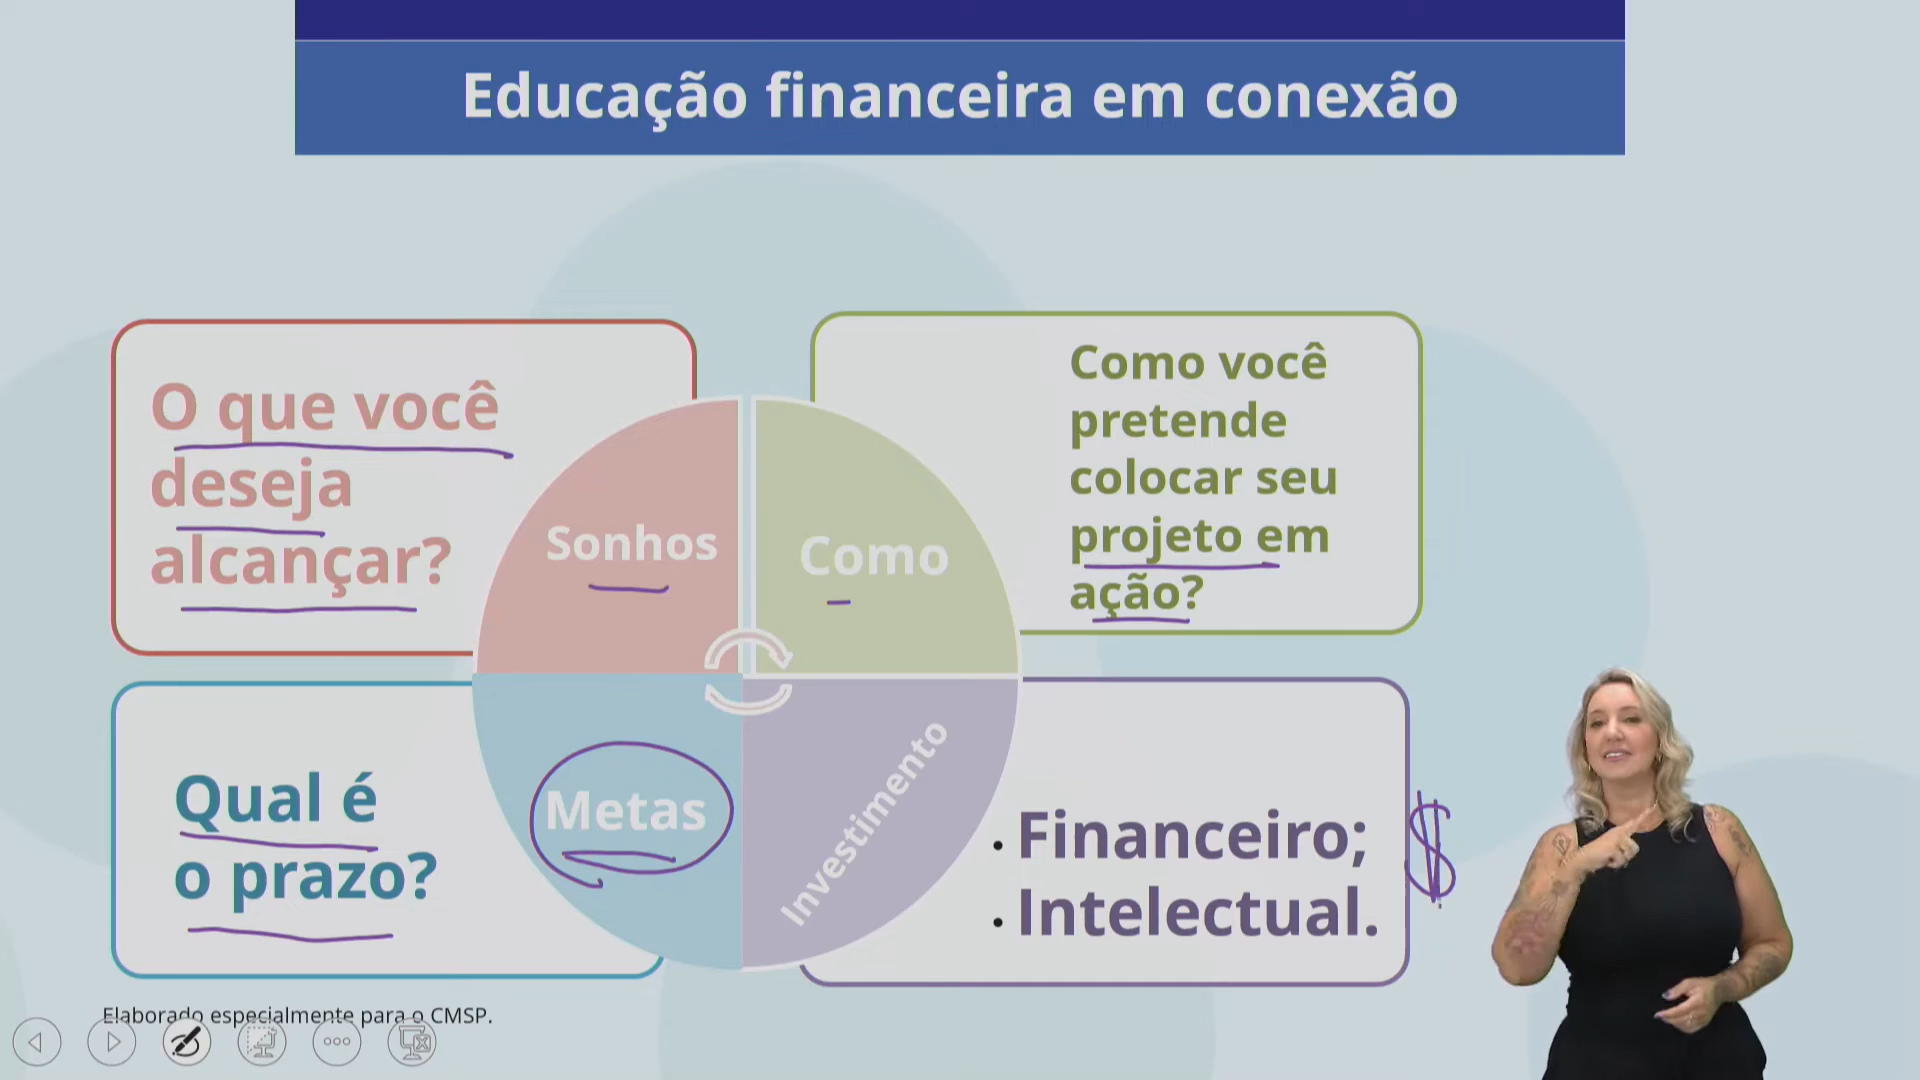 Educação financeira em conexão
O que você
deseja
alcançar?
Sonhos
Como
Como você
pretende
colocar seu
projeto em
ação?
Qual é
o prazo?
Metas
Investimento
• Financeiro;
• Intelectual.
$
Elaborado especialmente para o CMSP.